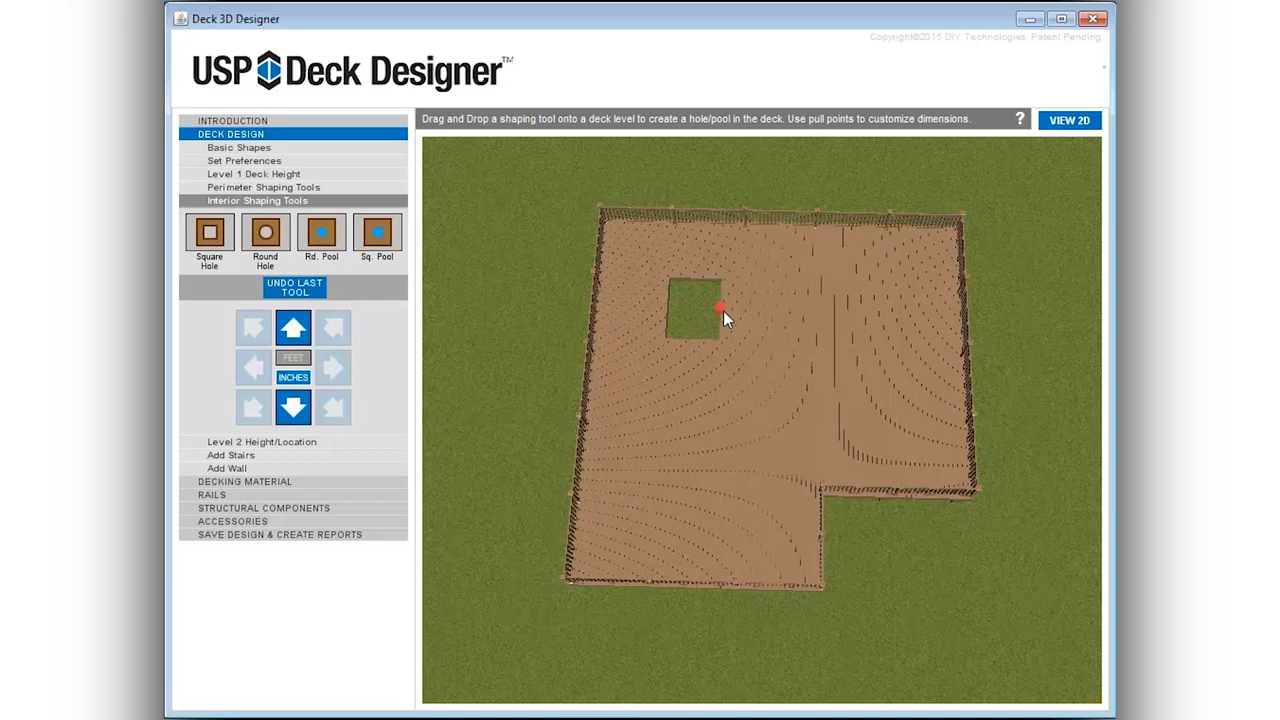 Deck 3D Designer
Copyright©2015 DIY Technologies, Patent Pending
USP Deck Designer™
INTRODUCTION
DECK DESIGN
Basic Shapes
Set Preferences
Level 1 Deck Height
Perimeter Shaping Tools
Interior Shaping Tools
Square Hole
Round Hole
Rd. Pool
Sq. Pool
UNDO LAST
TOOL
FEET
INCHES
Level 2 Height/Location
Add Stairs
Add Wall
DECKING MATERIAL
RAILS
STRUCTURAL COMPONENTS
ACCESSORIES
SAVE DESIGN & CREATE REPORTS
Drag and Drop a shaping tool onto a deck level to create a hole/pool in the deck. Use pull points to customize dimensions.
?
VIEW 2D